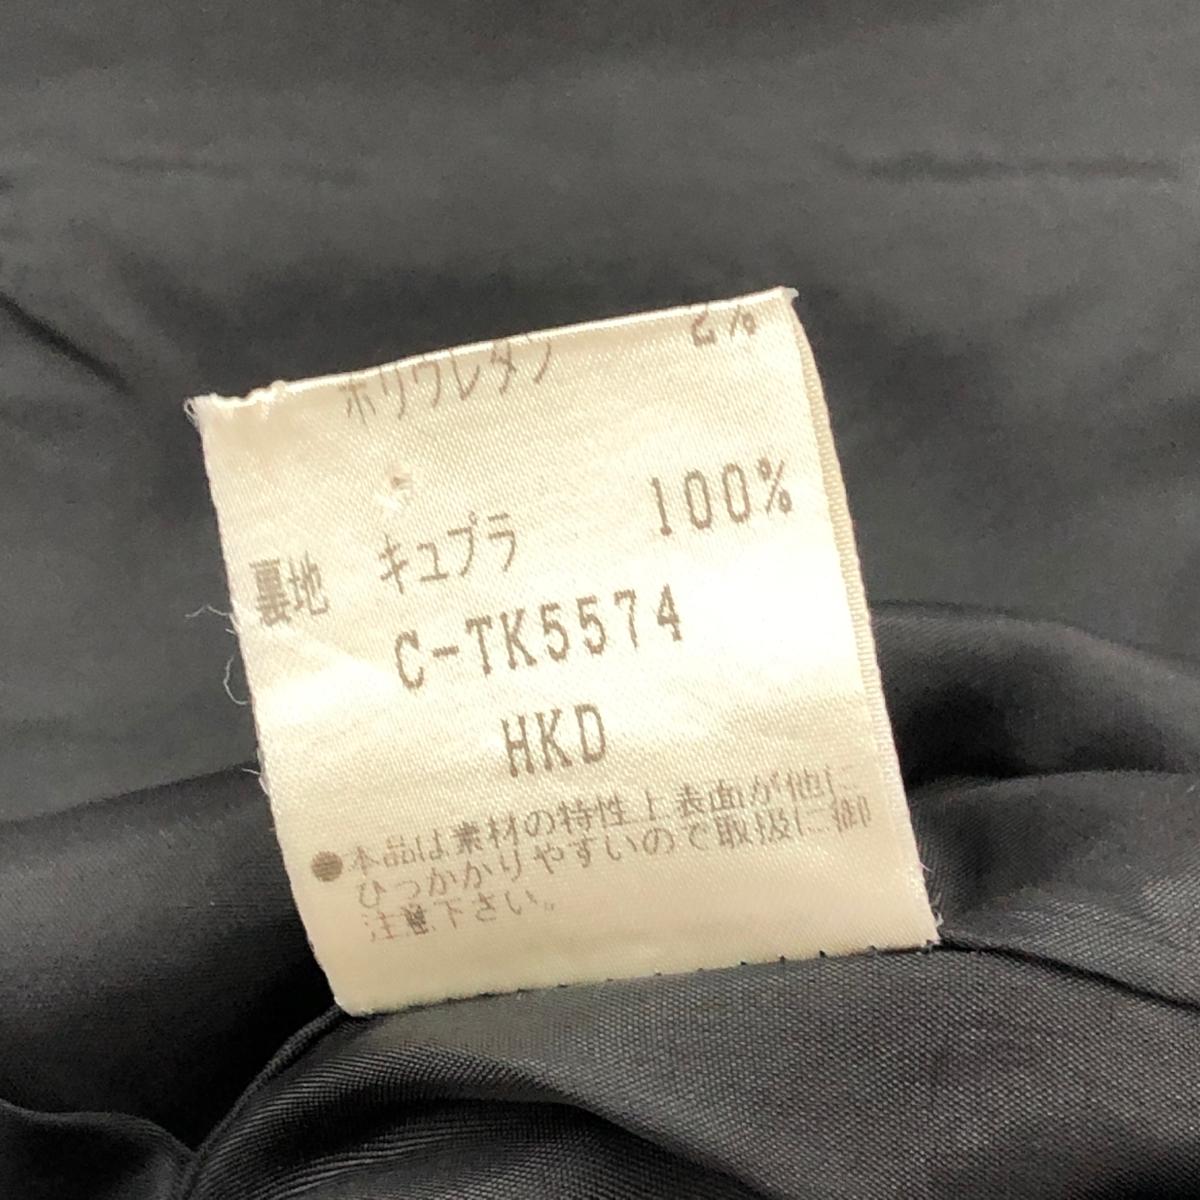 ポリウレタン 2%
裏地 キュプラ 100%
C-TK5574
HKD
●本品は素材の特性上表面が他に
ひっかかりやすいので取扱に御
注意下さい。